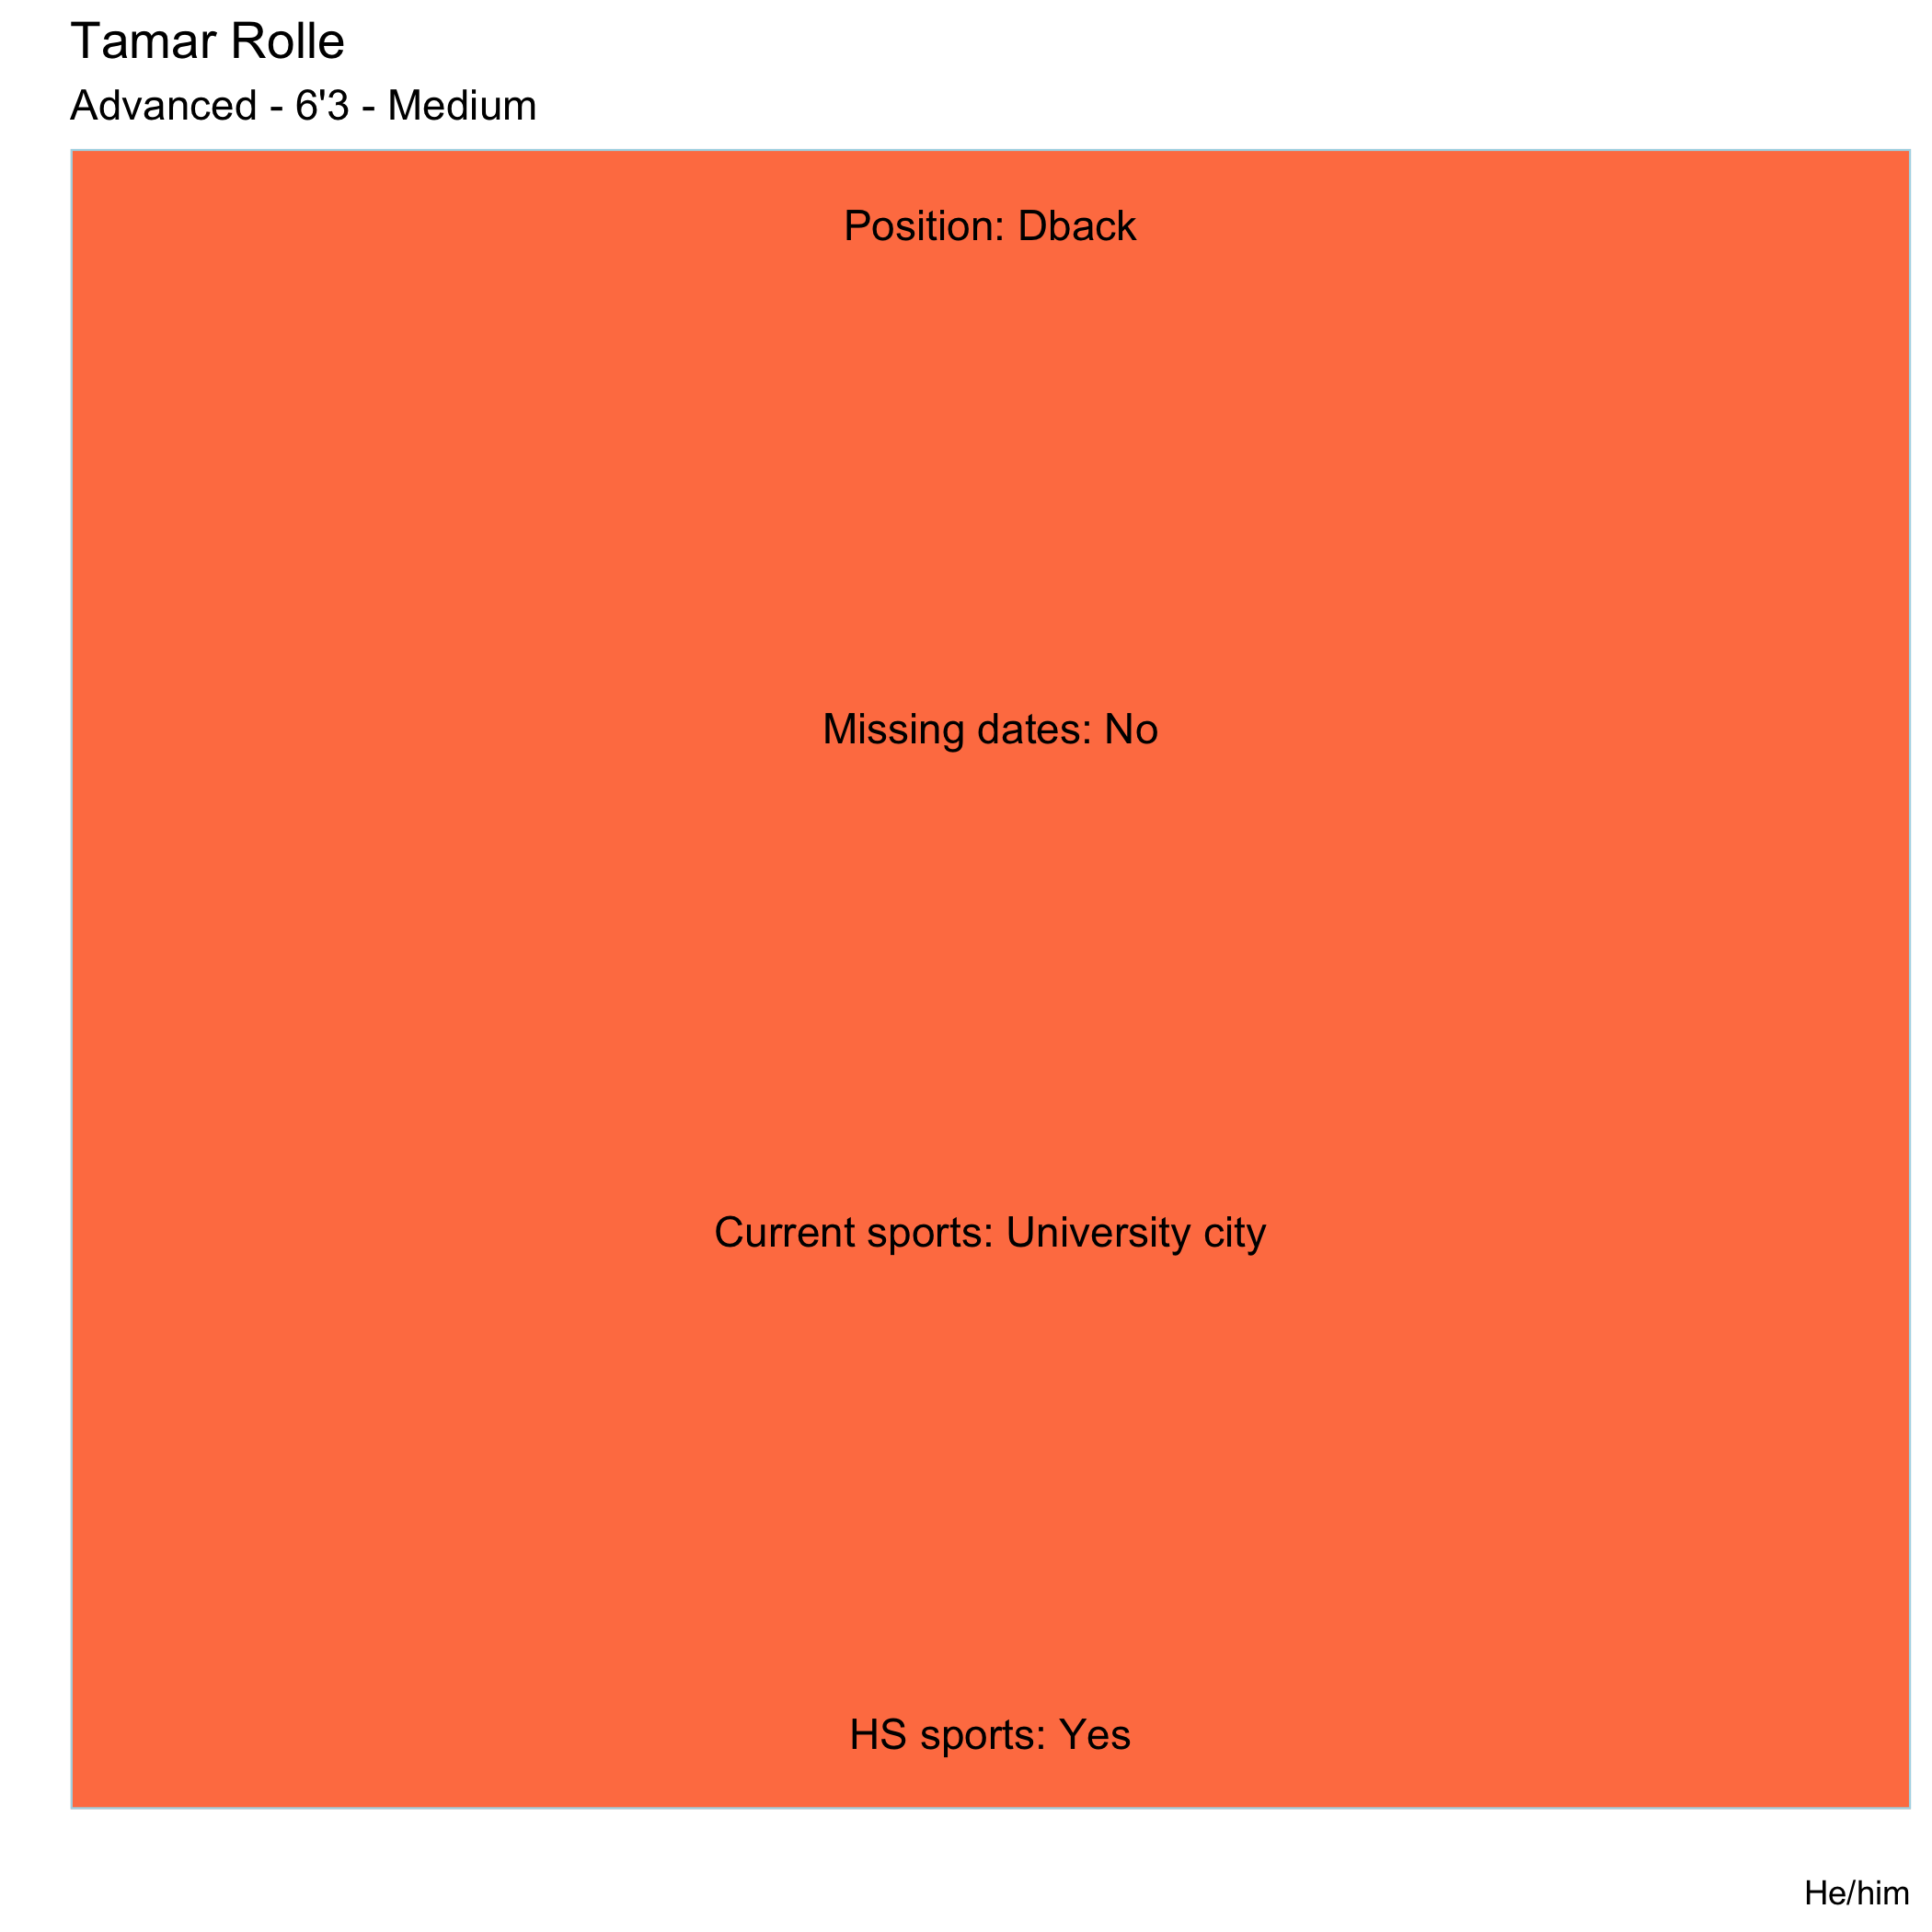 Tamar Rolle
Advanced - 6'3 - Medium
Position: Dback
Missing dates: No
Current sports: University city
HS sports: Yes
He/him